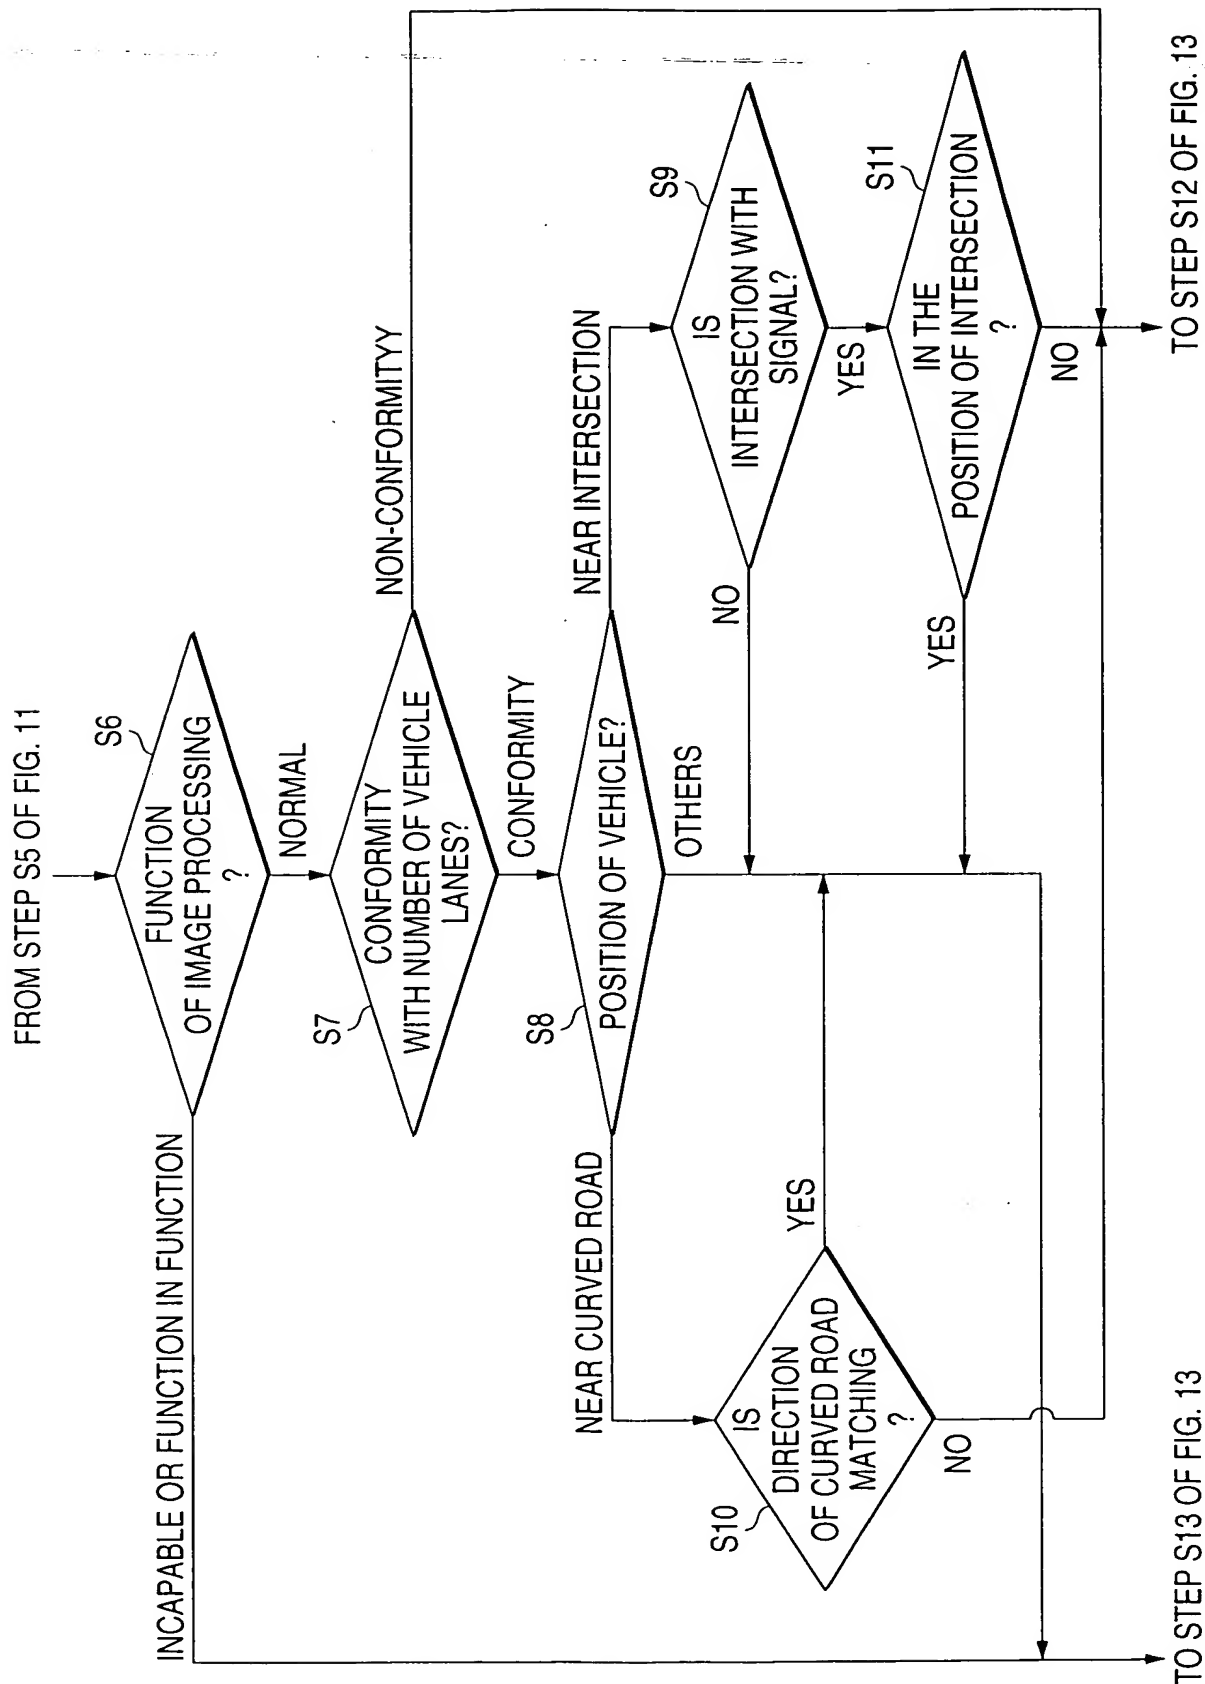 FROM STEP S5 OF FIG. 11
S6
FUNCTION
OF IMAGE PROCESSING
?
INCAPABLE OR FUNCTION IN FUNCTION
NORMAL
S7
CONFORMITY
WITH NUMBER OF VEHICLE
LANES?
NON-CONFORMITYY
CONFORMITY
S8
POSITION OF VEHICLE?
NEAR CURVED ROAD
NEAR INTERSECTION
OTHERS
S9
IS
INTERSECTION WITH
SIGNAL?
NO
YES
S10
IS
DIRECTION
OF CURVED ROAD
MATCHING
?
YES
NO
S11
IN THE
POSITION OF INTERSECTION
?
YES
NO
TO STEP S13 OF FIG. 13
TO STEP S12 OF FIG. 13